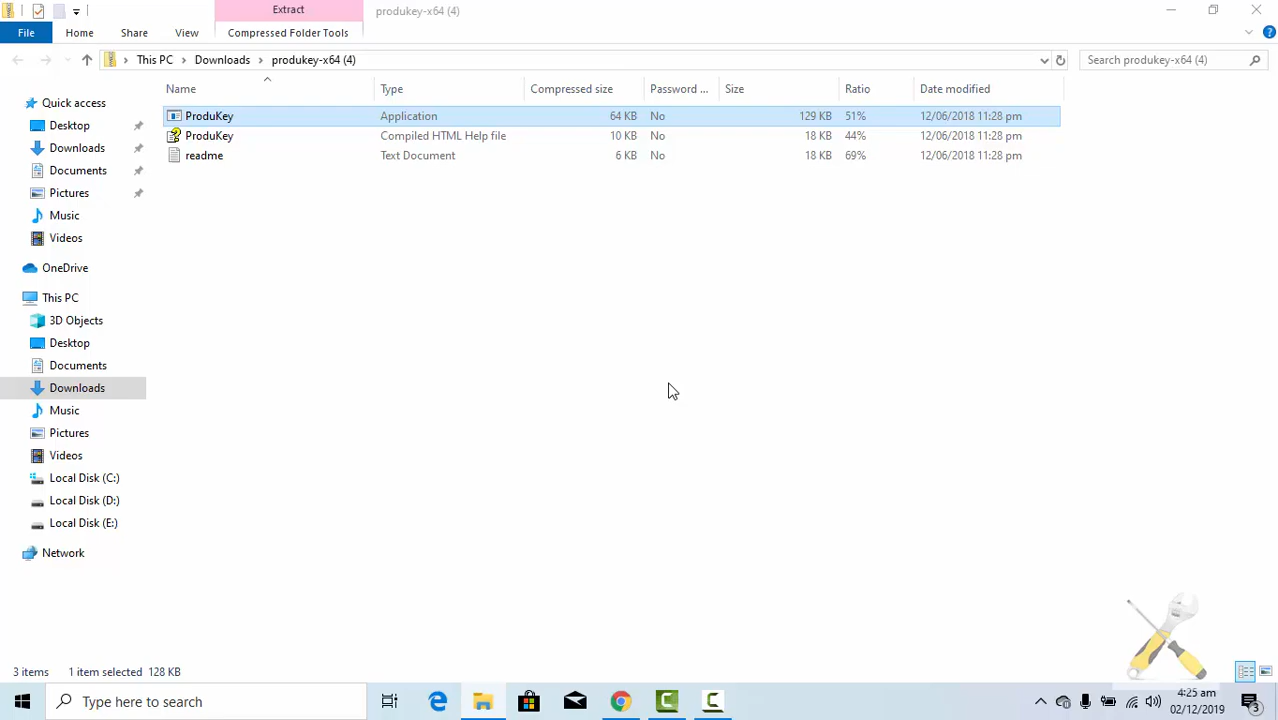 Extract
produkey-x64 (4)
File
Home
Share
View
Compressed Folder Tools
This PC
Downloads
produkey-x64 (4)
Search produkey-x64 (4)
Name
Type
Compressed size
Password ...
Size
Ratio
Date modified
ProduKey Application 64 KB No 129 KB 51% 12/06/2018 11:28 pm
ProduKey Compiled HTML Help file 10 KB No 18 KB 44% 12/06/2018 11:28 pm
readme Text Document 6 KB No 18 KB 69% 12/06/2018 11:28 pm
Quick access
Desktop
Downloads
Documents
Pictures
Music
Videos
OneDrive
This PC
3D Objects
Desktop
Documents
Downloads
Music
Pictures
Videos
Local Disk (C:)
Local Disk (D:)
Local Disk (E:)
Network
3 items 1 item selected 128 KB
Type here to search
4:25 am
02/12/2019
3